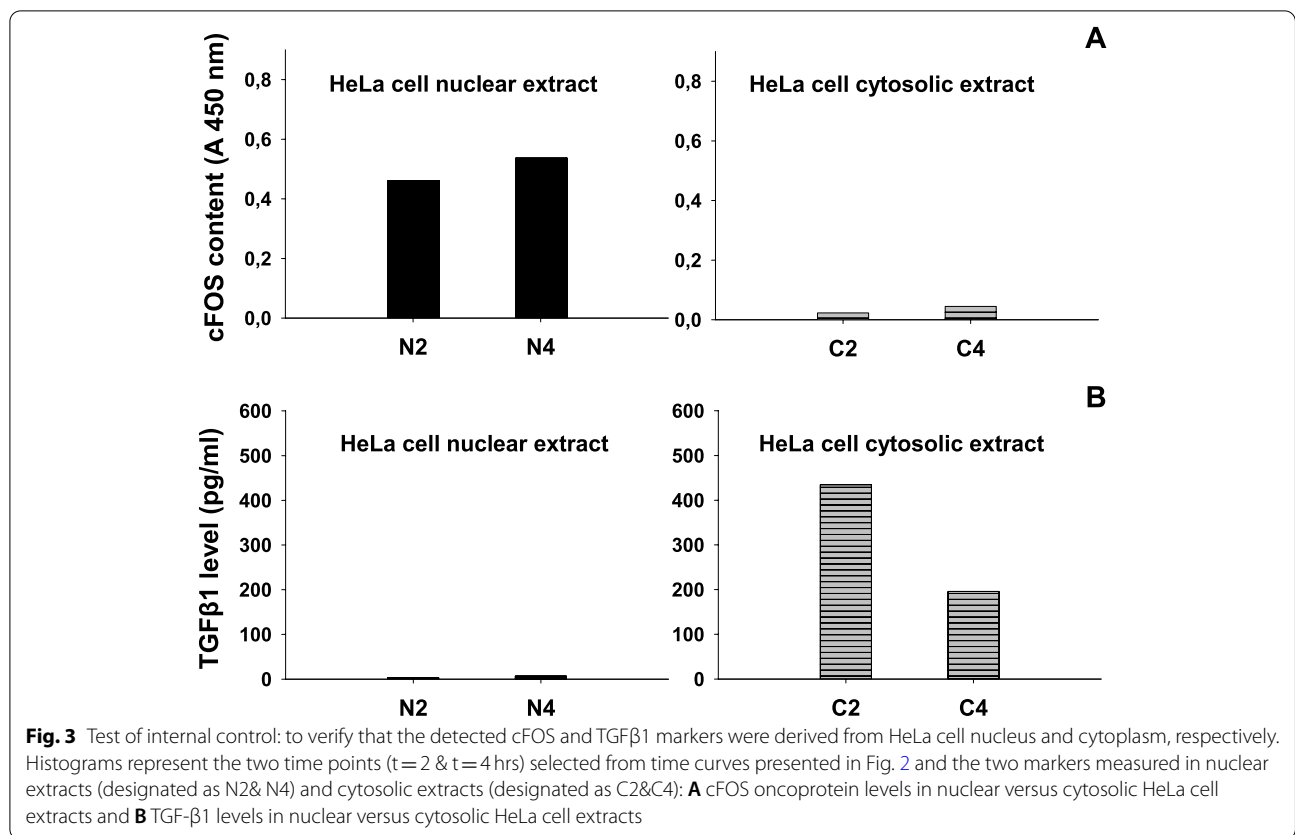 A
cFOS content (A 450 nm)
0,8
0,6
0,4
0,2
0,0
HeLa cell nuclear extract
N2 N4
0,8
0,6
0,4
0,2
0,0
HeLa cell cytosolic extract
C2 C4
B
TGFβ1 level (pg/ml)
600
500
400
300
200
100
0
HeLa cell nuclear extract
N2 N4
600
500
400
300
200
100
0
HeLa cell cytosolic extract
C2 C4
Fig. 3 Test of internal control: to verify that the detected cFOS and TGFβ1 markers were derived from HeLa cell nucleus and cytoplasm, respectively.
Histograms represent the two time points (t = 2 & t = 4 hrs) selected from time curves presented in Fig. 2 and the two markers measured in nuclear
extracts (designated as N2& N4) and cytosolic extracts (designated as C2&C4): A cFOS oncoprotein levels in nuclear versus cytosolic HeLa cell
extracts and B TGF-β1 levels in nuclear versus cytosolic HeLa cell extracts